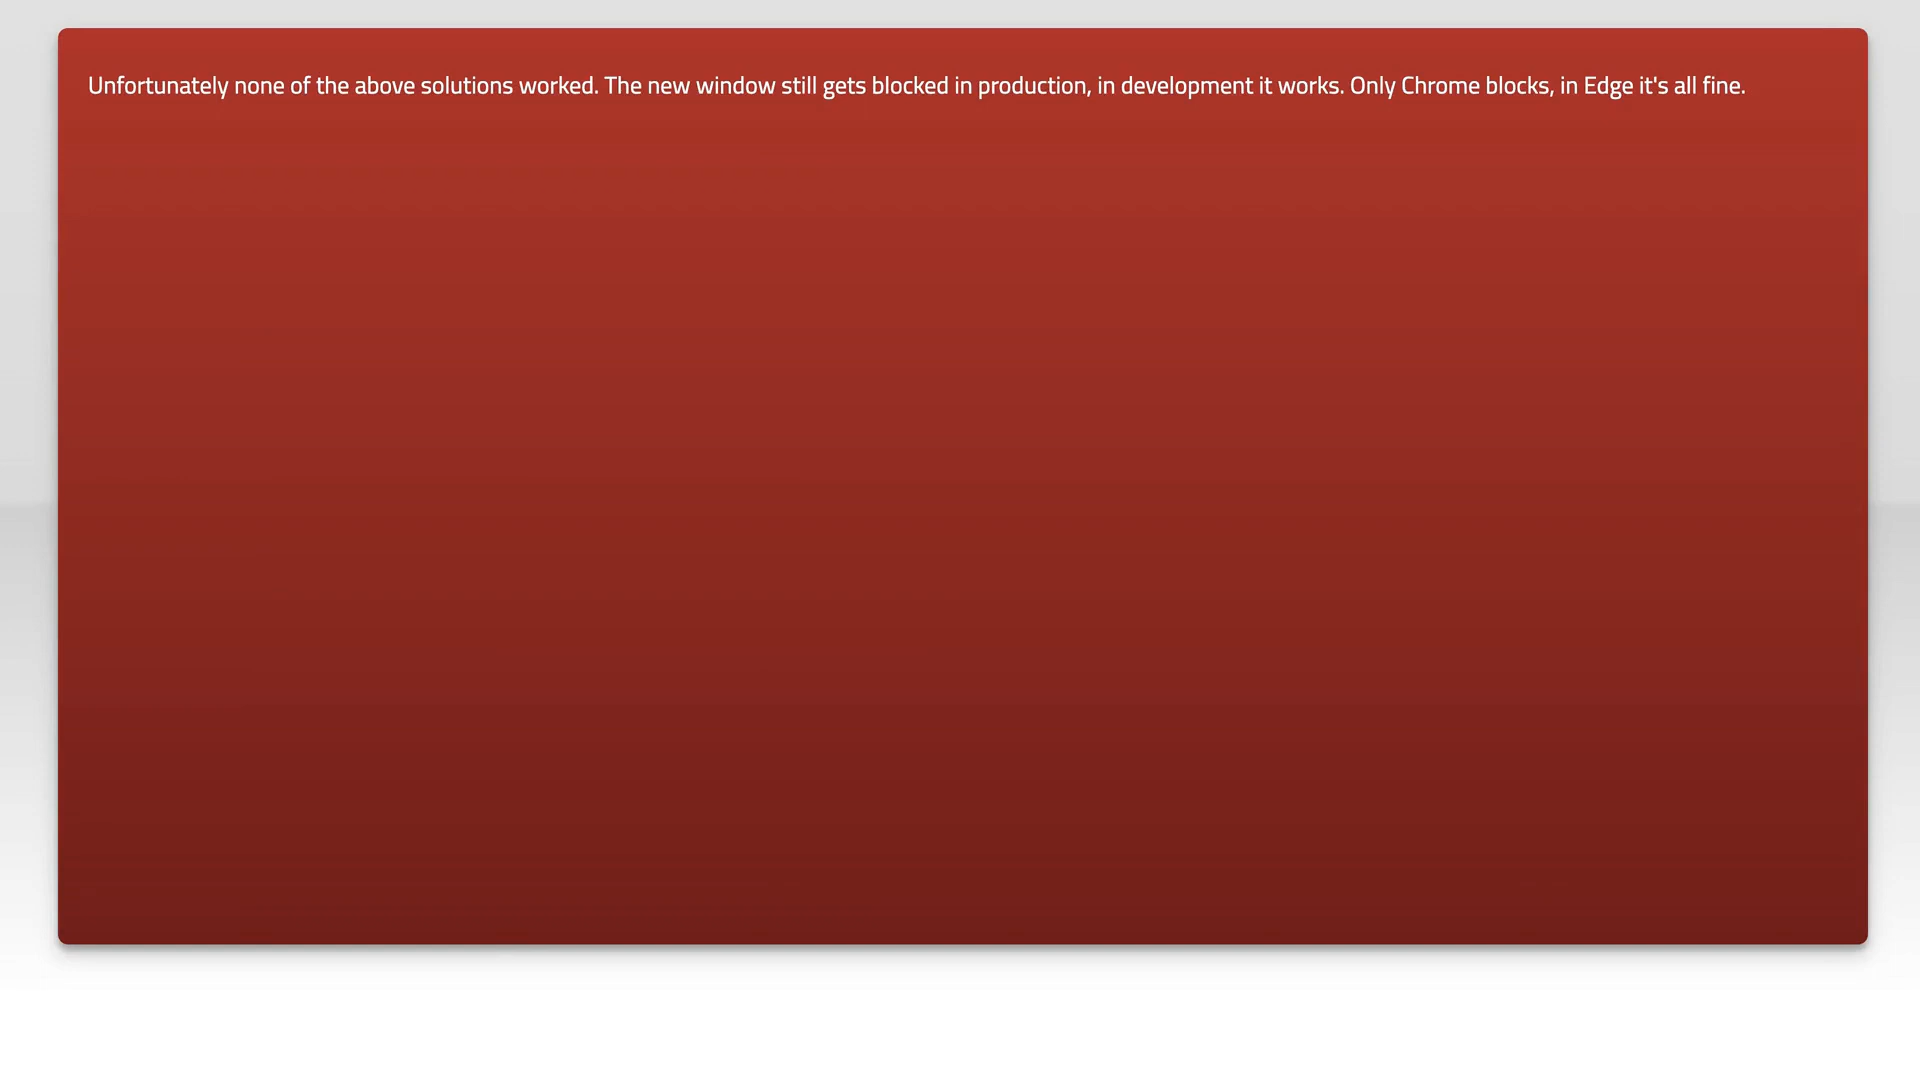 Unfortunately none of the above solutions worked. The new window still gets blocked in production, in development it works. Only Chrome blocks, in Edge it's all fine.